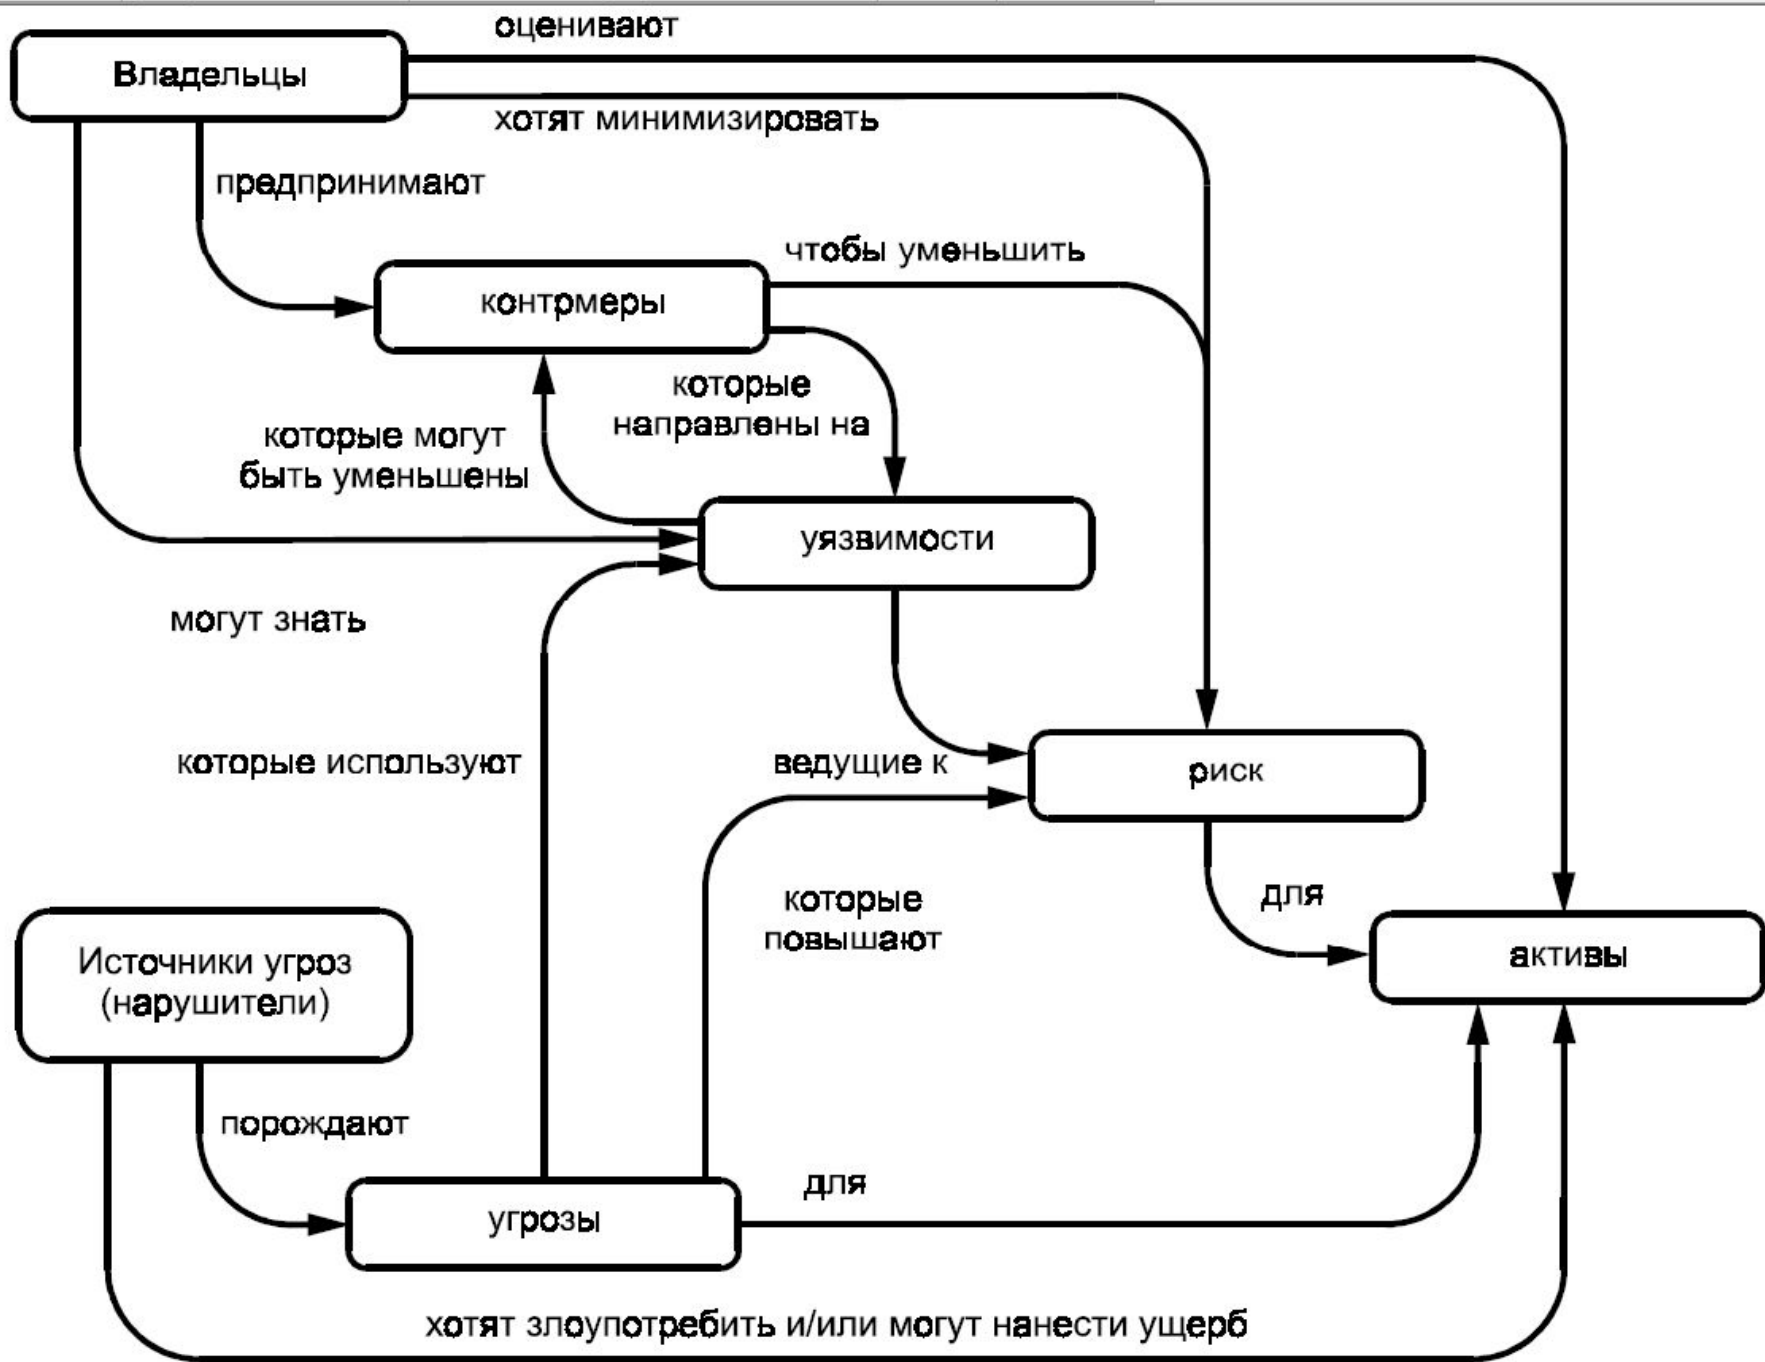 оценивают
Владельцы
хотят минимизировать
предпринимают
чтобы уменьшить
контрмеры
которые
направлены на
которые могут
быть уменьшены
уязвимости
могут знать
которые используют
ведущие к
риск
которые
повышают
для
Источники угроз
(нарушители)
активы
порождают
для
угрозы
хотят злоупотребить и/или могут нанести ущерб